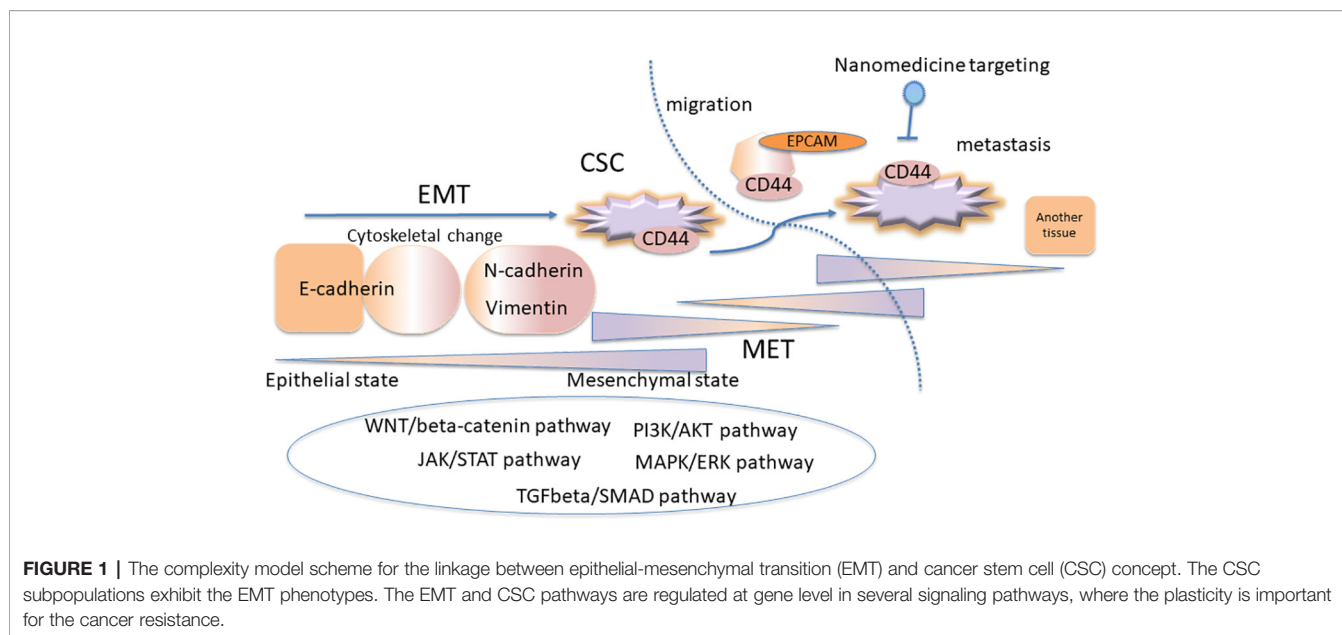 Nanomedicine targeting
migration
EPCAM
metastasis
CSC
CD44
CD44
EMT
Another
tissue
CD44
Cytoskeletal change
N-cadherin
E-cadherin
Vimentin
MET
Epithelial state
Mesenchymal state
WNT/beta-catenin pathway
PI3K/AKT pathway
JAK/STAT pathway
MAPK/ERK pathway
TGFbeta/SMAD pathway
FIGURE 1 | The complexity model scheme for the linkage between epithelial-mesenchymal transition (EMT) and cancer stem cell (CSC) concept. The CSC
subpopulations exhibit the EMT phenotypes. The EMT and CSC pathways are regulated at gene level in several signaling pathways, where the plasticity is important
for the cancer resistance.